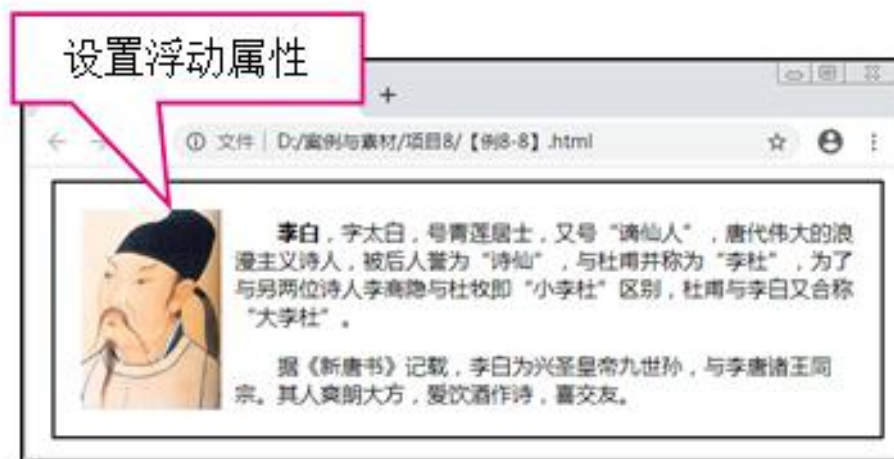 设置浮动属性
+
文件 | D:/案例与素材/项目8/【例8-8】.html
李白，字太白，号青莲居士，又号“谪仙人”，唐代伟大的浪
漫主义诗人，被后人誉为“诗仙”，与杜甫并称为“李杜”，为了
与另两位诗人李商隐与杜牧即“小李杜”区别，杜甫与李白又合称
“大李杜”。
据《新唐书》记载，李白为兴圣皇帝九世孙，与李唐诸王同
宗。其人爽朗大方，爱饮酒作诗，喜交友。